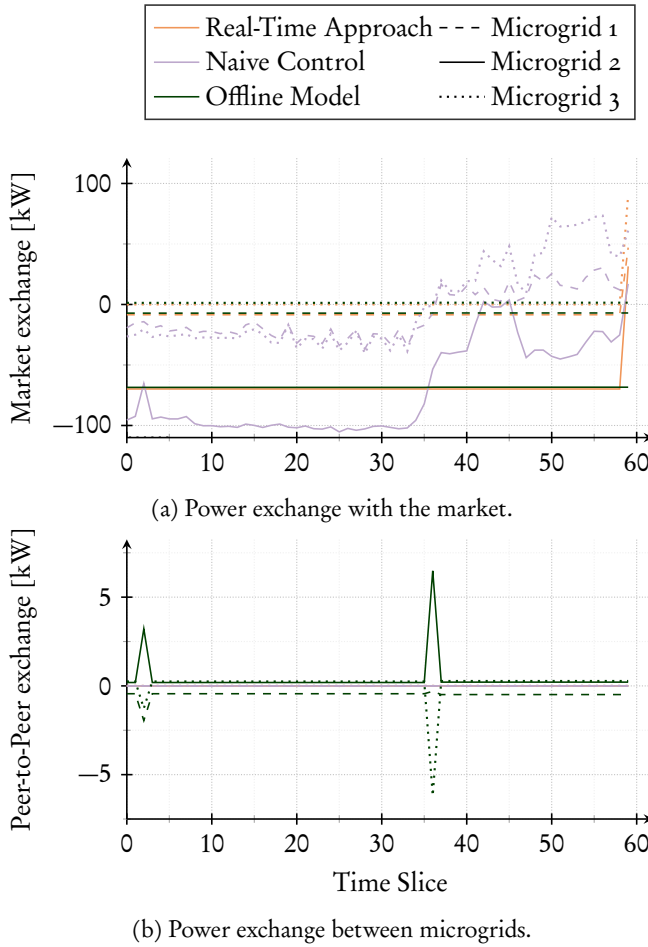 Real-Time Approach Microgrid 1
Naive Control Microgrid 2
Offline Model Microgrid 3
Market exchange [kW]
100
0
−100
0 10 20 30 40 50 60
(a) Power exchange with the market.
Peer-to-Peer exchange [kW]
5
0
−5
0 10 20 30 40 50 60
Time Slice
(b) Power exchange between microgrids.